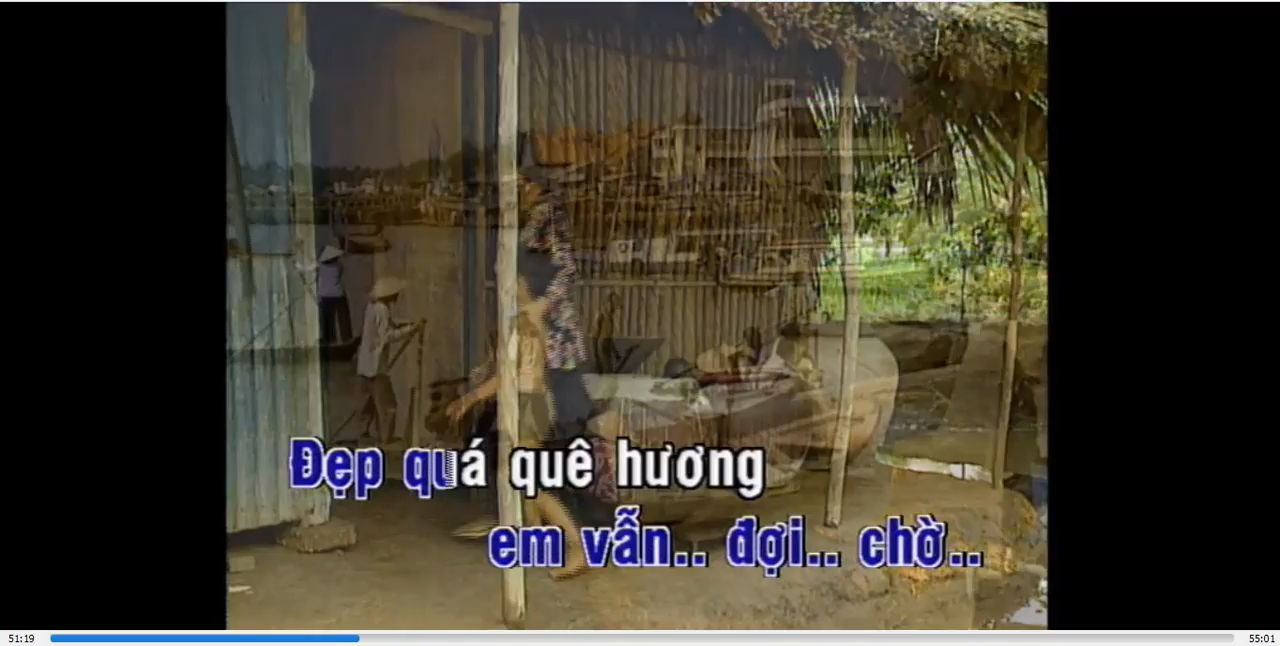 Đẹp quá quê hương
em vẫn.. đợi.. chờ..
51:19
55:01